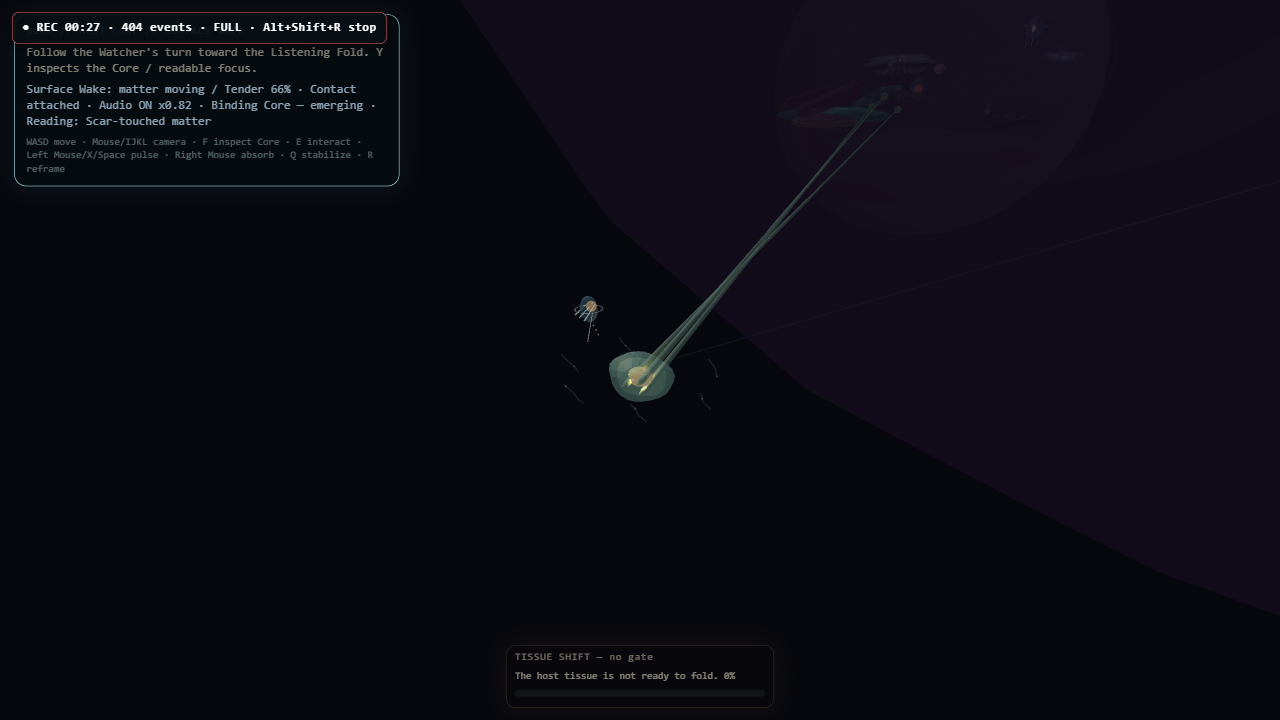 ● REC 00:27 · 404 events · FULL · Alt+Shift+R stop
Follow the Watcher's turn toward the Listening Fold. Y
inspects the Core / readable focus.
Surface Wake: matter moving / Tender 66% · Contact
attached · Audio ON x0.82 · Binding Core — emerging ·
Reading: Scar-touched matter
WASD move · Mouse/IJKL camera · F inspect Core · E interact ·
Left Mouse/X/Space pulse · Right Mouse absorb · Q stabilize · R
reframe
TISSUE SHIFT — no gate
The host tissue is not ready to fold. 0%